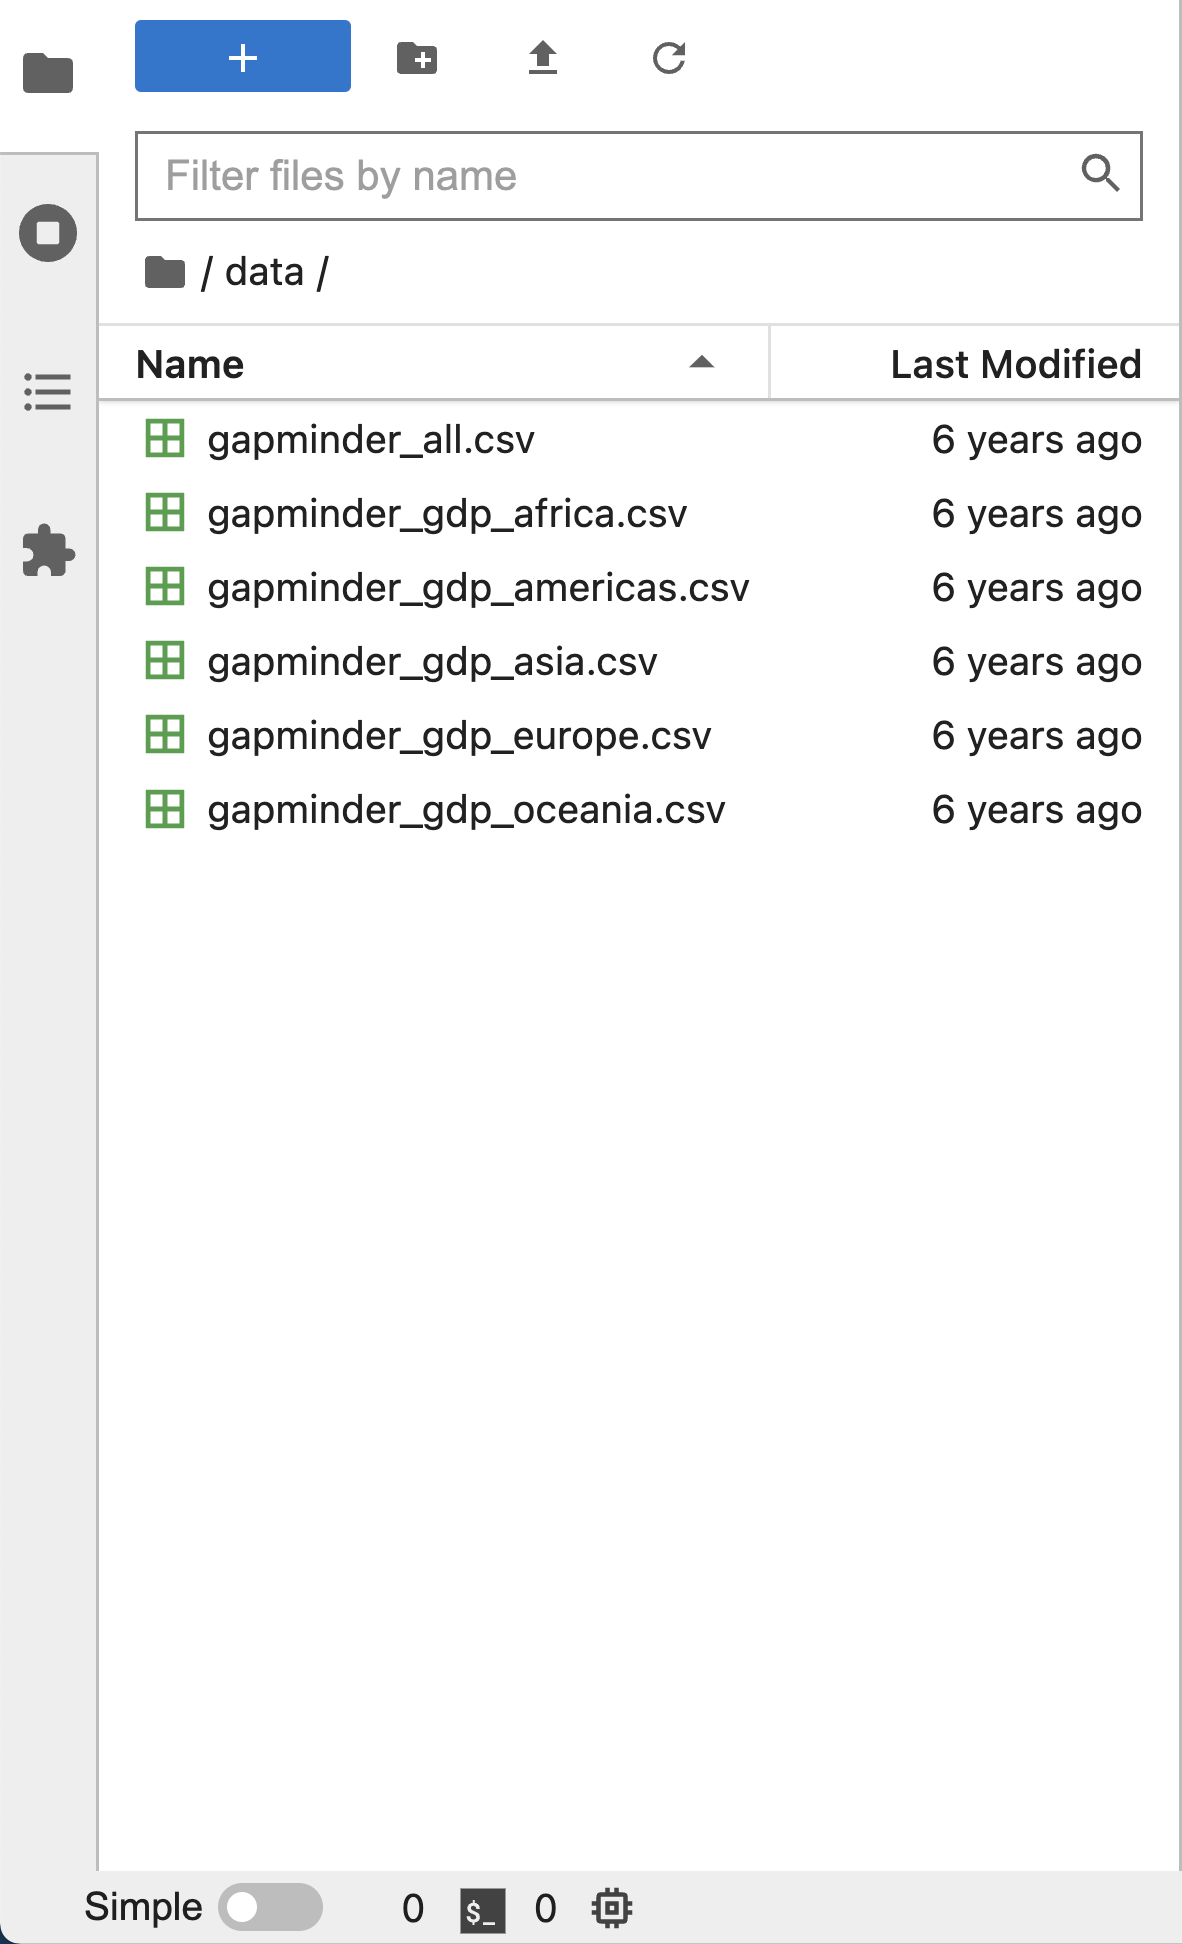 Filter files by name
/ data /
Name Last Modified
gapminder_all.csv 6 years ago
gapminder_gdp_africa.csv 6 years ago
gapminder_gdp_americas.csv 6 years ago
gapminder_gdp_asia.csv 6 years ago
gapminder_gdp_europe.csv 6 years ago
gapminder_gdp_oceania.csv 6 years ago
Simple 0 $_ 0